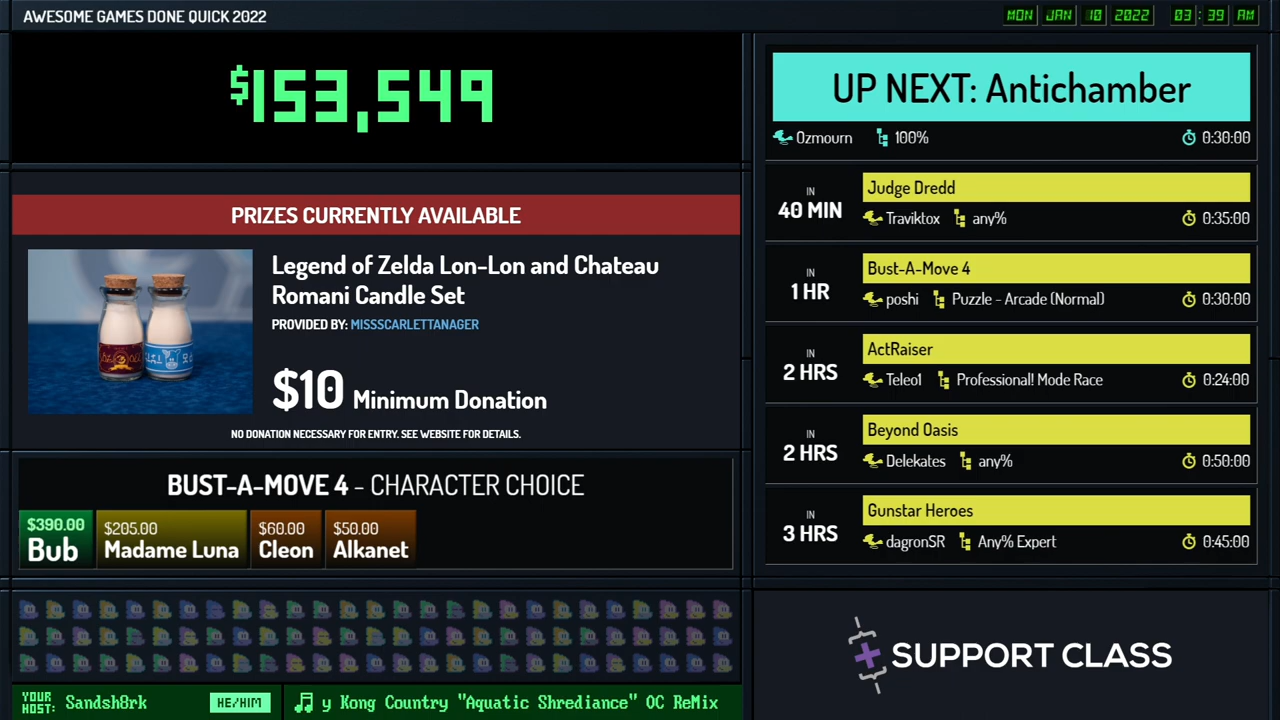 AWESOME GAMES DONE QUICK 2022
MON JAN 10 2022 03:39 AM
$153,549
PRIZES CURRENTLY AVAILABLE
Legend of Zelda Lon-Lon and Chateau
Romani Candle Set
PROVIDED BY: MISSSCARLETTANAGER
$10 Minimum Donation
NO DONATION NECESSARY FOR ENTRY. SEE WEBSITE FOR DETAILS.
BUST-A-MOVE 4 - CHARACTER CHOICE
$390.00
Bub
$205.00
Madame Luna
$60.00
Cleon
$50.00
Alkanet
YOUR HOST: Sandsh8rk HE/HIM
y Kong Country "Aquatic Shrediance" OC ReMix
UP NEXT: Antichamber
Ozmourn 100% 0:30:00
IN 40 MIN
Judge Dredd
Traviktox any% 0:35:00
IN 1 HR
Bust-A-Move 4
poshi Puzzle - Arcade (Normal) 0:30:00
IN 2 HRS
ActRaiser
Teleo1 Professional! Mode Race 0:24:00
IN 2 HRS
Beyond Oasis
Delekates any% 0:50:00
IN 3 HRS
Gunstar Heroes
dagronSR Any% Expert 0:45:00
SUPPORT CLASS